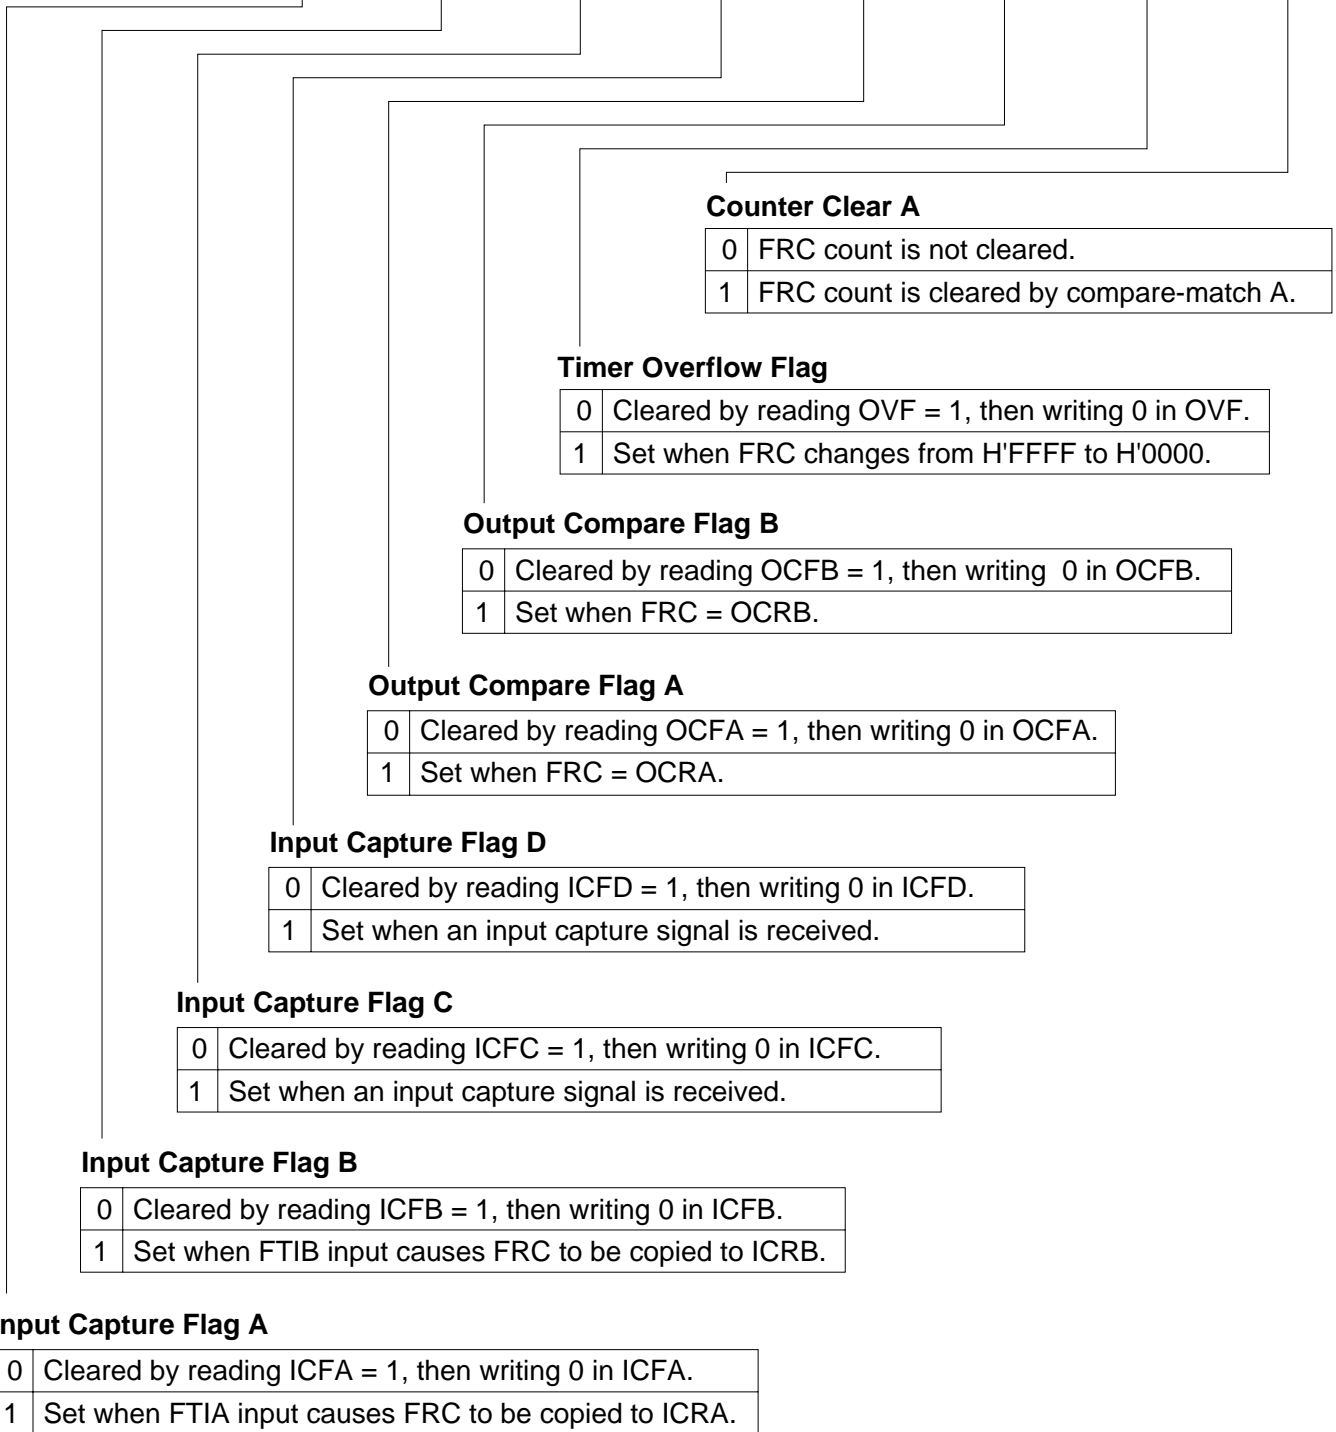 Counter Clear A
0 FRC count is not cleared.
1 FRC count is cleared by compare-match A.
Timer Overflow Flag
0 Cleared by reading OVF = 1, then writing 0 in OVF.
1 Set when FRC changes from H'FFFF to H'0000.
Output Compare Flag B
0 Cleared by reading OCFB = 1, then writing 0 in OCFB.
1 Set when FRC = OCRB.
Output Compare Flag A
0 Cleared by reading OCFA = 1, then writing 0 in OCFA.
1 Set when FRC = OCRA.
Input Capture Flag D
0 Cleared by reading ICFD = 1, then writing 0 in ICFD.
1 Set when an input capture signal is received.
Input Capture Flag C
0 Cleared by reading ICFC = 1, then writing 0 in ICFC.
1 Set when an input capture signal is received.
Input Capture Flag B
0 Cleared by reading ICFB = 1, then writing 0 in ICFB.
1 Set when FTIB input causes FRC to be copied to ICRB.
nput Capture Flag A
0 Cleared by reading ICFA = 1, then writing 0 in ICFA.
1 Set when FTIA input causes FRC to be copied to ICRA.